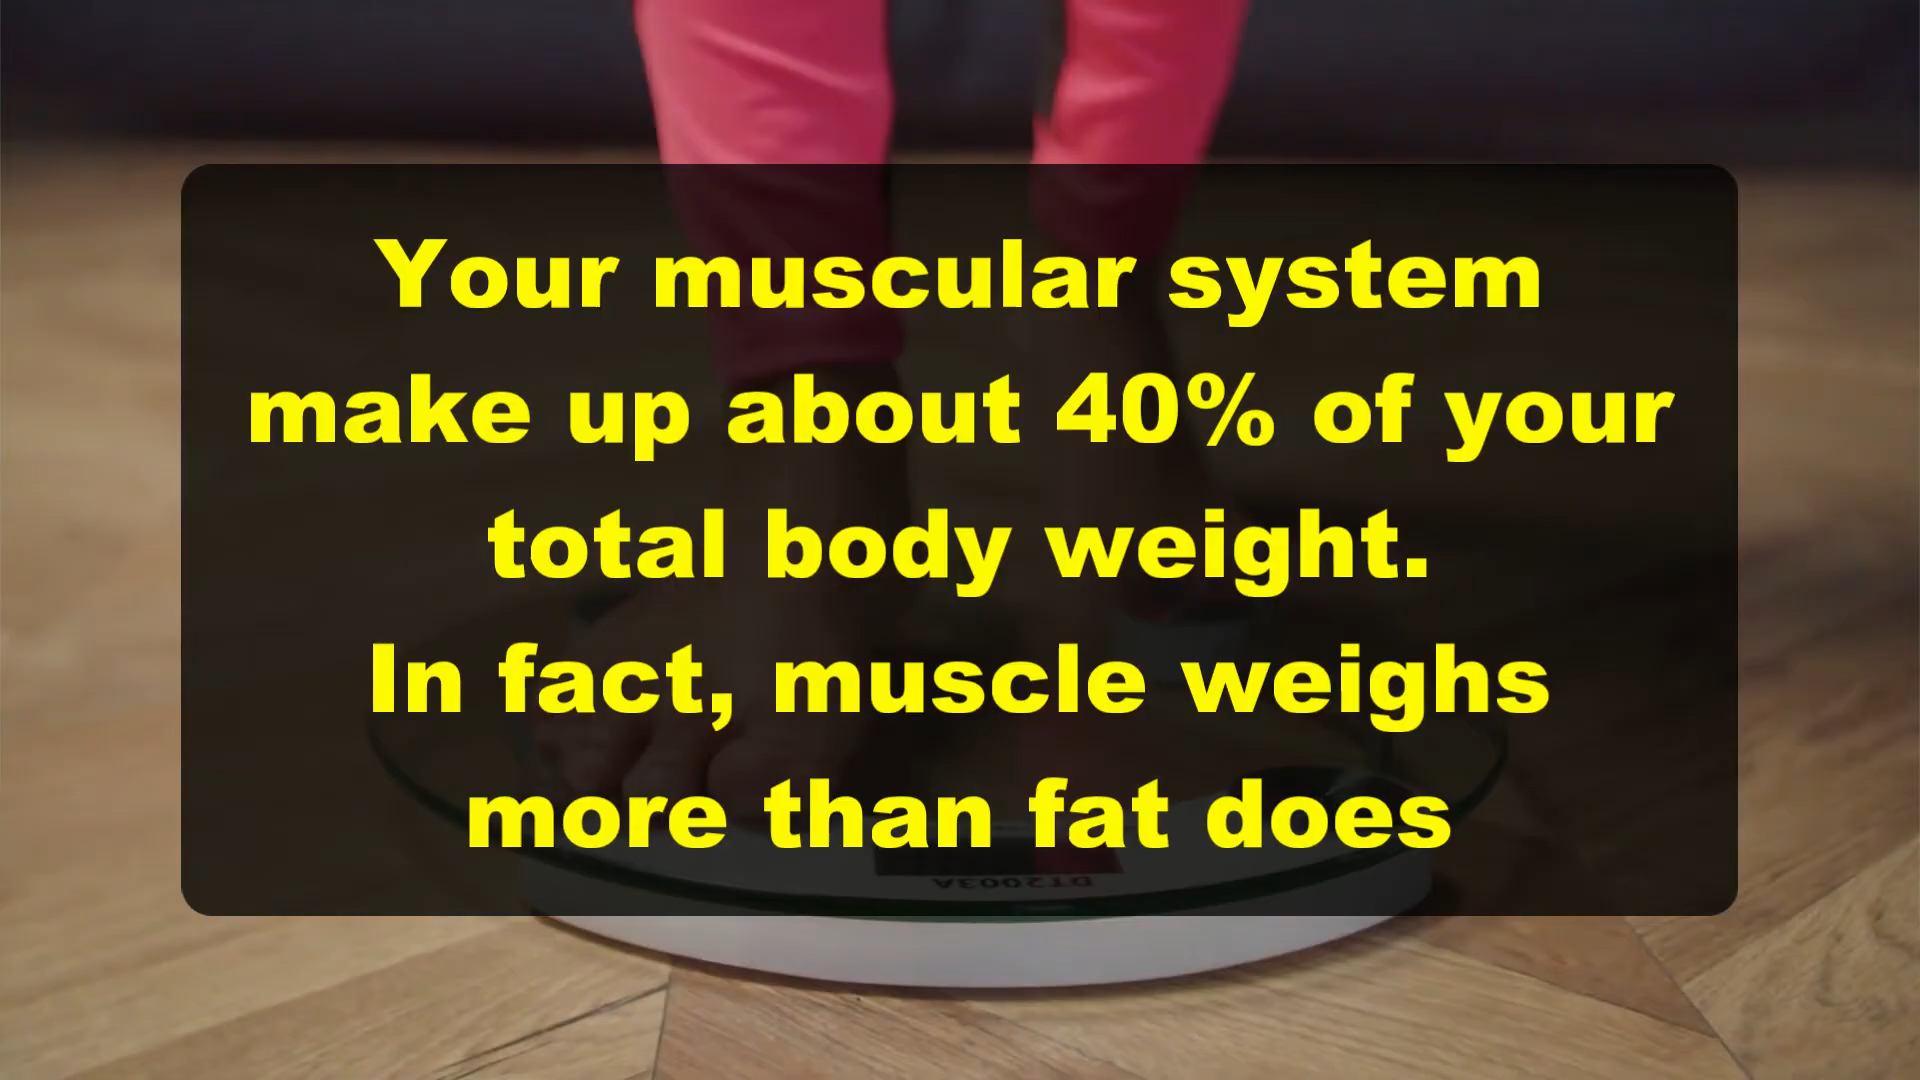 Your muscular system
make up about 40% of your
total body weight.
In fact, muscle weighs
more than fat does
DT2003A